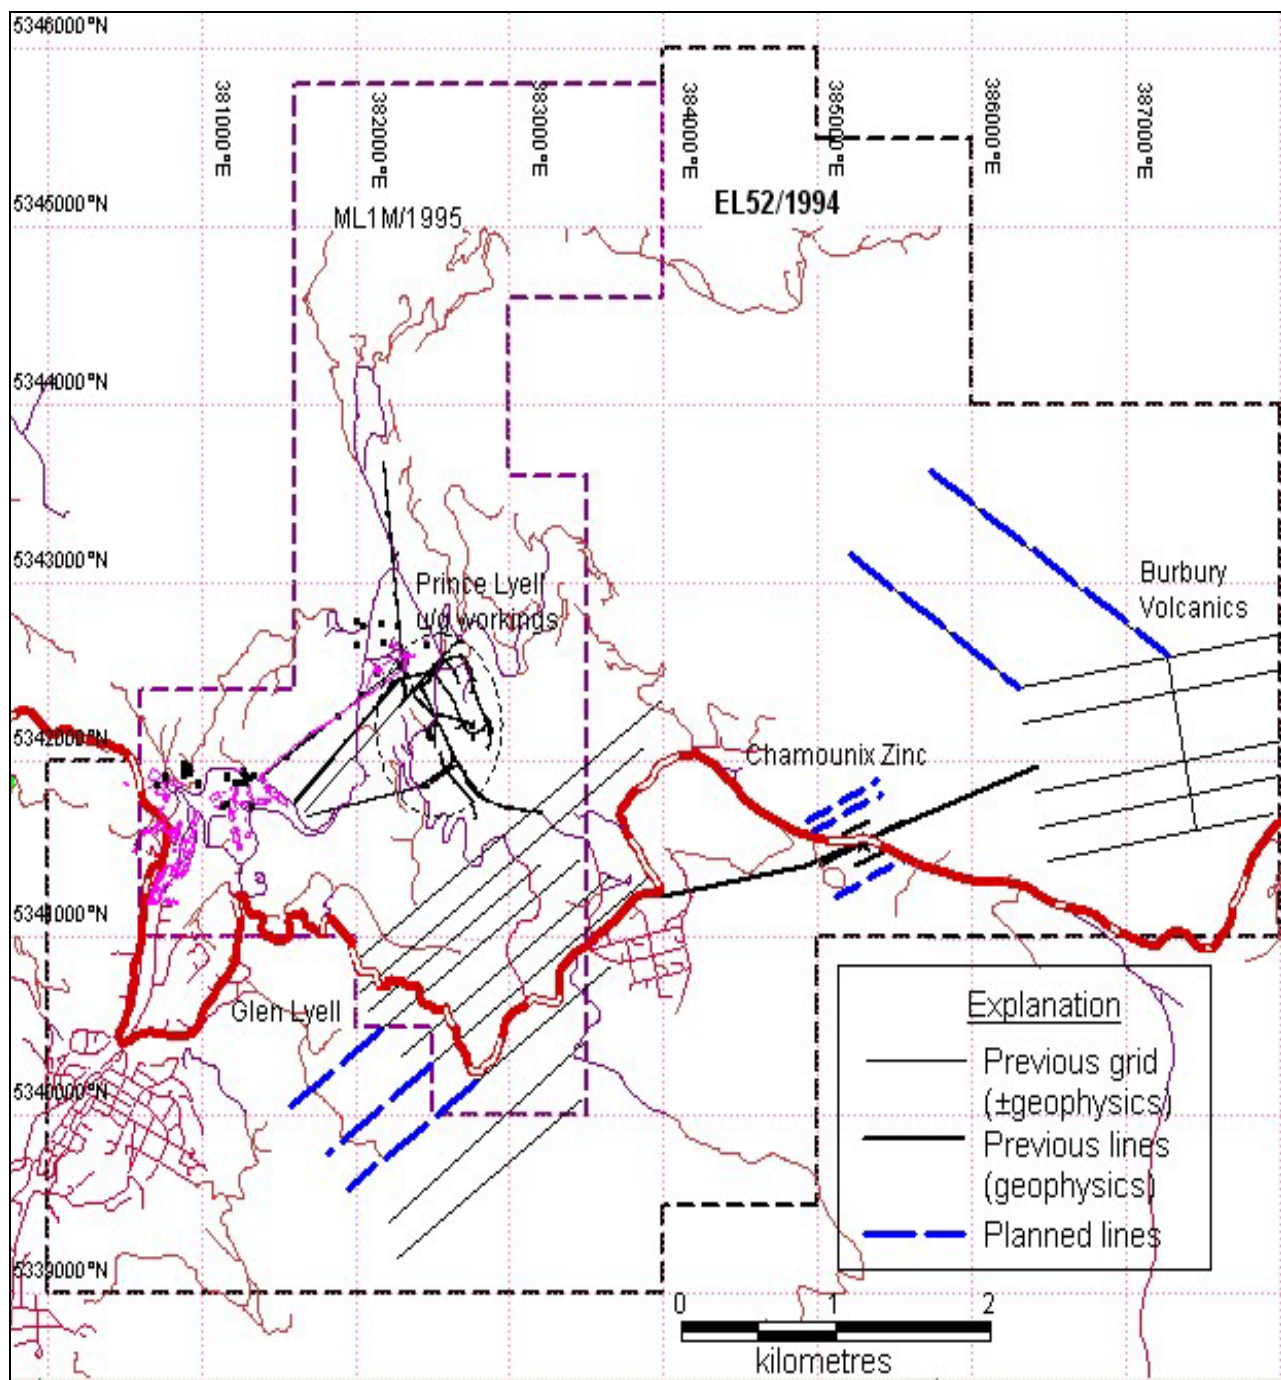 5346000°N
381000°E
382000°E
383000°E
384000°E
385000°E
386000°E
387000°E
5345000°N
ML1M/1995
EL52/1994
5344000°N
5343000°N
Prince Lyell
u/g workings
Burbury
Volcanics
5342000°N
Chamounix Zinc
5341000°N
Glen Lyell
5340000°N
5339000°N
Explanation
Previous grid
(±geophysics)
Previous lines
(geophysics)
Planned lines
0 1 2
kilometres